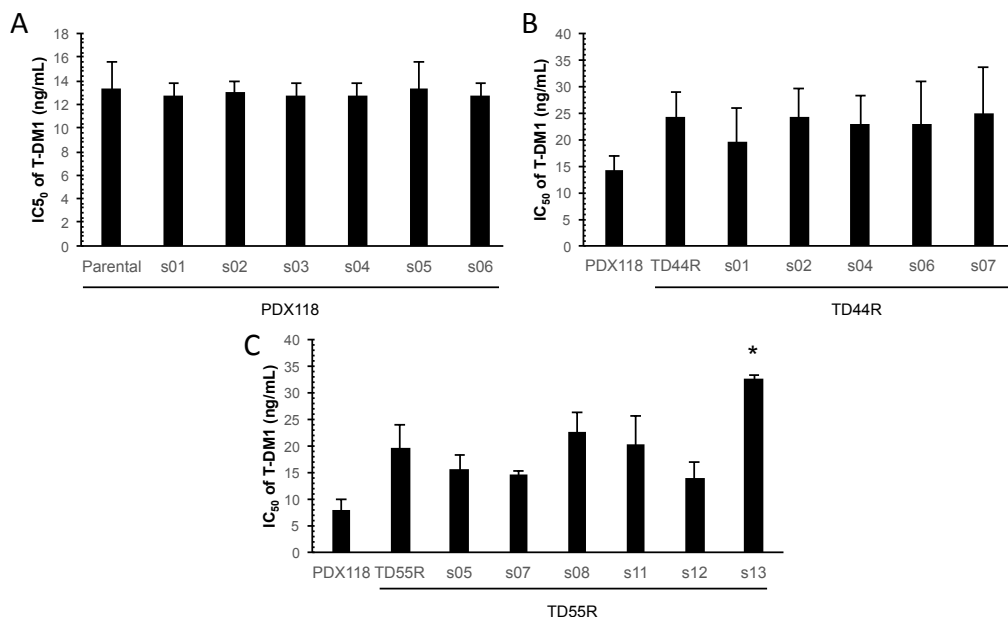 A
IC5₀ of T-DM1 (ng/mL)
18
16
14
12
10
8
6
4
2
0
Parental s01 s02 s03 s04 s05 s06
PDX118
B
IC₅₀ of T-DM1 (ng/mL)
40
35
30
25
20
15
10
5
0
PDX118 TD44R s01 s02 s04 s06 s07
TD44R
C
IC₅₀ of T-DM1 (ng/mL)
40
35
30
25
20
15
10
5
0
*
PDX118 TD55R s05 s07 s08 s11 s12 s13
TD55R